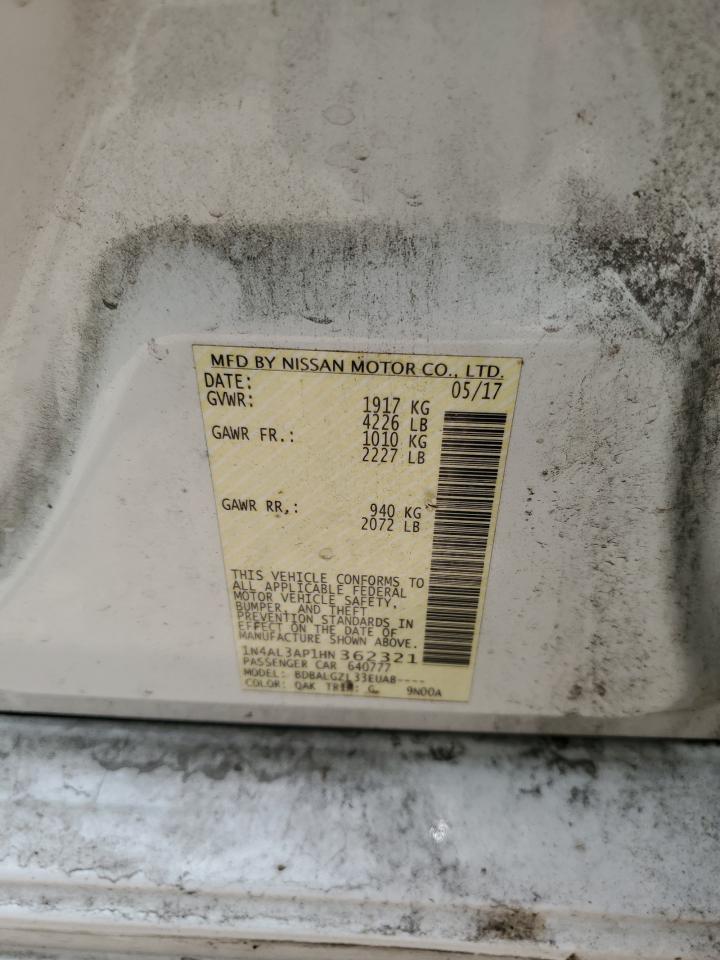 MFD BY NISSAN MOTOR CO., LTD.
DATE: 05/17
GVWR: 1917 KG
4226 LB
GAWR FR.: 1010 KG
2227 LB
GAWR RR,: 940 KG
2072 LB
THIS VEHICLE CONFORMS TO
ALL APPLICABLE FEDERAL
MOTOR VEHICLE SAFETY,
BUMPER, AND THEFT
PREVENTION STANDARDS IN
EFFECT ON THE DATE OF
MANUFACTURE SHOWN ABOVE.
1N4AL3AP1HN362321
PASSENGER CAR 640777
MODEL: BDBALGZL33EUA8----
COLOR: QAK TRIM: G 9N00A